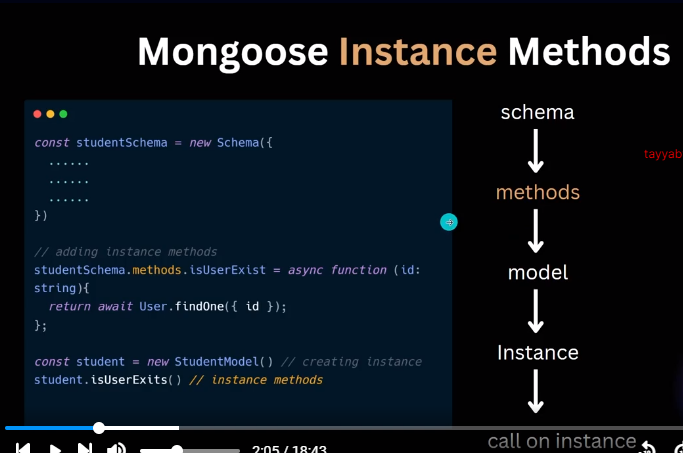 Mongoose Instance Methods
const studentSchema = new Schema({
......
......
......
})
// adding instance methods
studentSchema.methods.isUserExist = async function (id:
string){
return await User.findOne({ id });
};
const student = new StudentModel() // creating instance
student.isUserExits() // instance methods
schema
methods
model
Instance
call on instance
tayyab
2:05 / 18:43